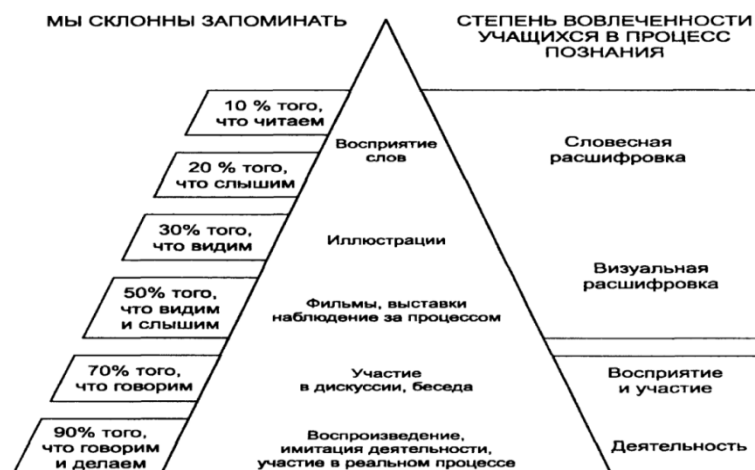 МЫ СКЛОННЫ ЗАПОМИНАТЬ
СТЕПЕНЬ ВОВЛЕЧЕННОСТИ
УЧАЩИХСЯ В ПРОЦЕСС
ПОЗНАНИЯ
10 % того,
что читаем
Восприятие
слов
Словесная
расшифровка
20 % того,
что слышим
30% того,
что видим
Иллюстрации
Визуальная
расшифровка
50% того,
что видим
и слышим
Фильмы, выставки
наблюдение за процессом
70% того,
что говорим
Участие
в дискуссии, беседа
Восприятие
и участие
90% того,
что говорим
и делаем
Воспроизведение,
имитация деятельности,
участие в реальном процессе
Деятельность